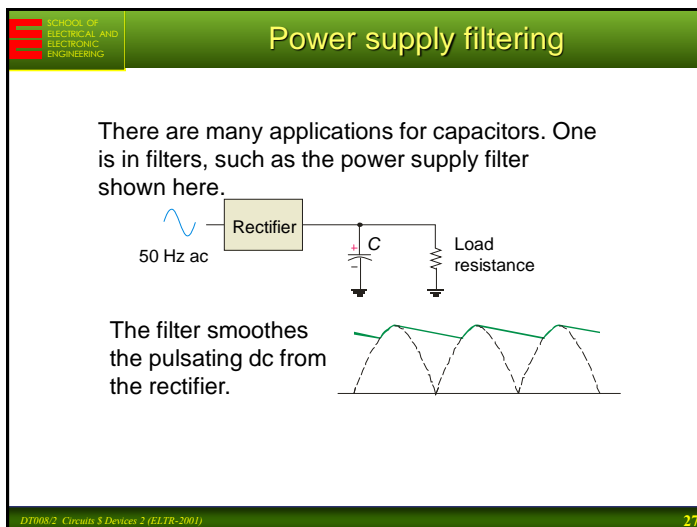 SCHOOL OF
ELECTRICAL AND
ELECTRONIC
ENGINEERING
Power supply filtering
There are many applications for capacitors. One
is in filters, such as the power supply filter
shown here.
Rectifier
50 Hz ac
+
C
−
Load
resistance
The filter smoothes
the pulsating dc from
the rectifier.
DT008/2 Circuits $ Devices 2 (ELTR-2001)
27